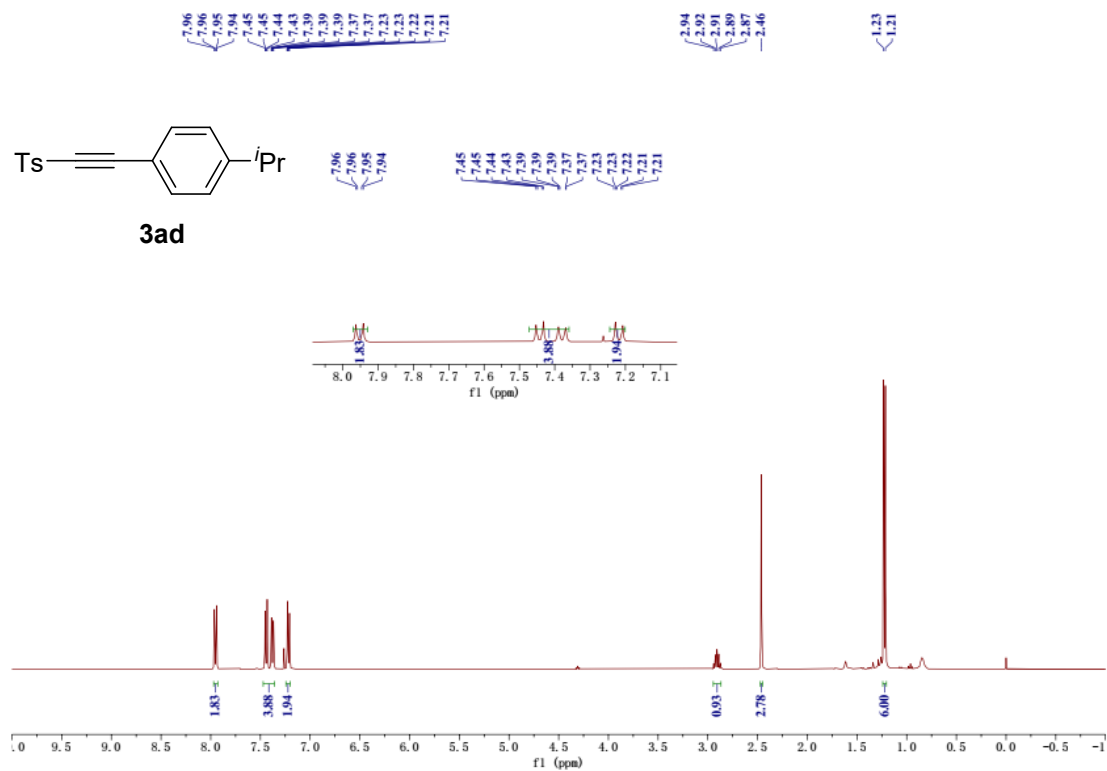 7.96 7.96 7.95 7.94 7.45 7.45 7.44 7.43 7.39 7.39 7.39 7.37 7.37 7.23 7.23 7.22 7.21 7.21 2.94 2.92 2.91 2.89 2.87 2.46 1.23 1.21
7.96 7.96 7.95 7.94 7.45 7.45 7.44 7.43 7.39 7.39 7.39 7.37 7.37 7.23 7.23 7.22 7.21 7.21
Ts iPr
3ad
1.83 3.88 1.94
8.0 7.9 7.8 7.7 7.6 7.5 7.4 7.3 7.2 7.1
f1 (ppm)
1.83 3.88 1.94 0.93 2.78 6.00
.0 9.5 9.0 8.5 8.0 7.5 7.0 6.5 6.0 5.5 5.0 4.5 4.0 3.5 3.0 2.5 2.0 1.5 1.0 0.5 0.0 -0.5 -1
f1 (ppm)